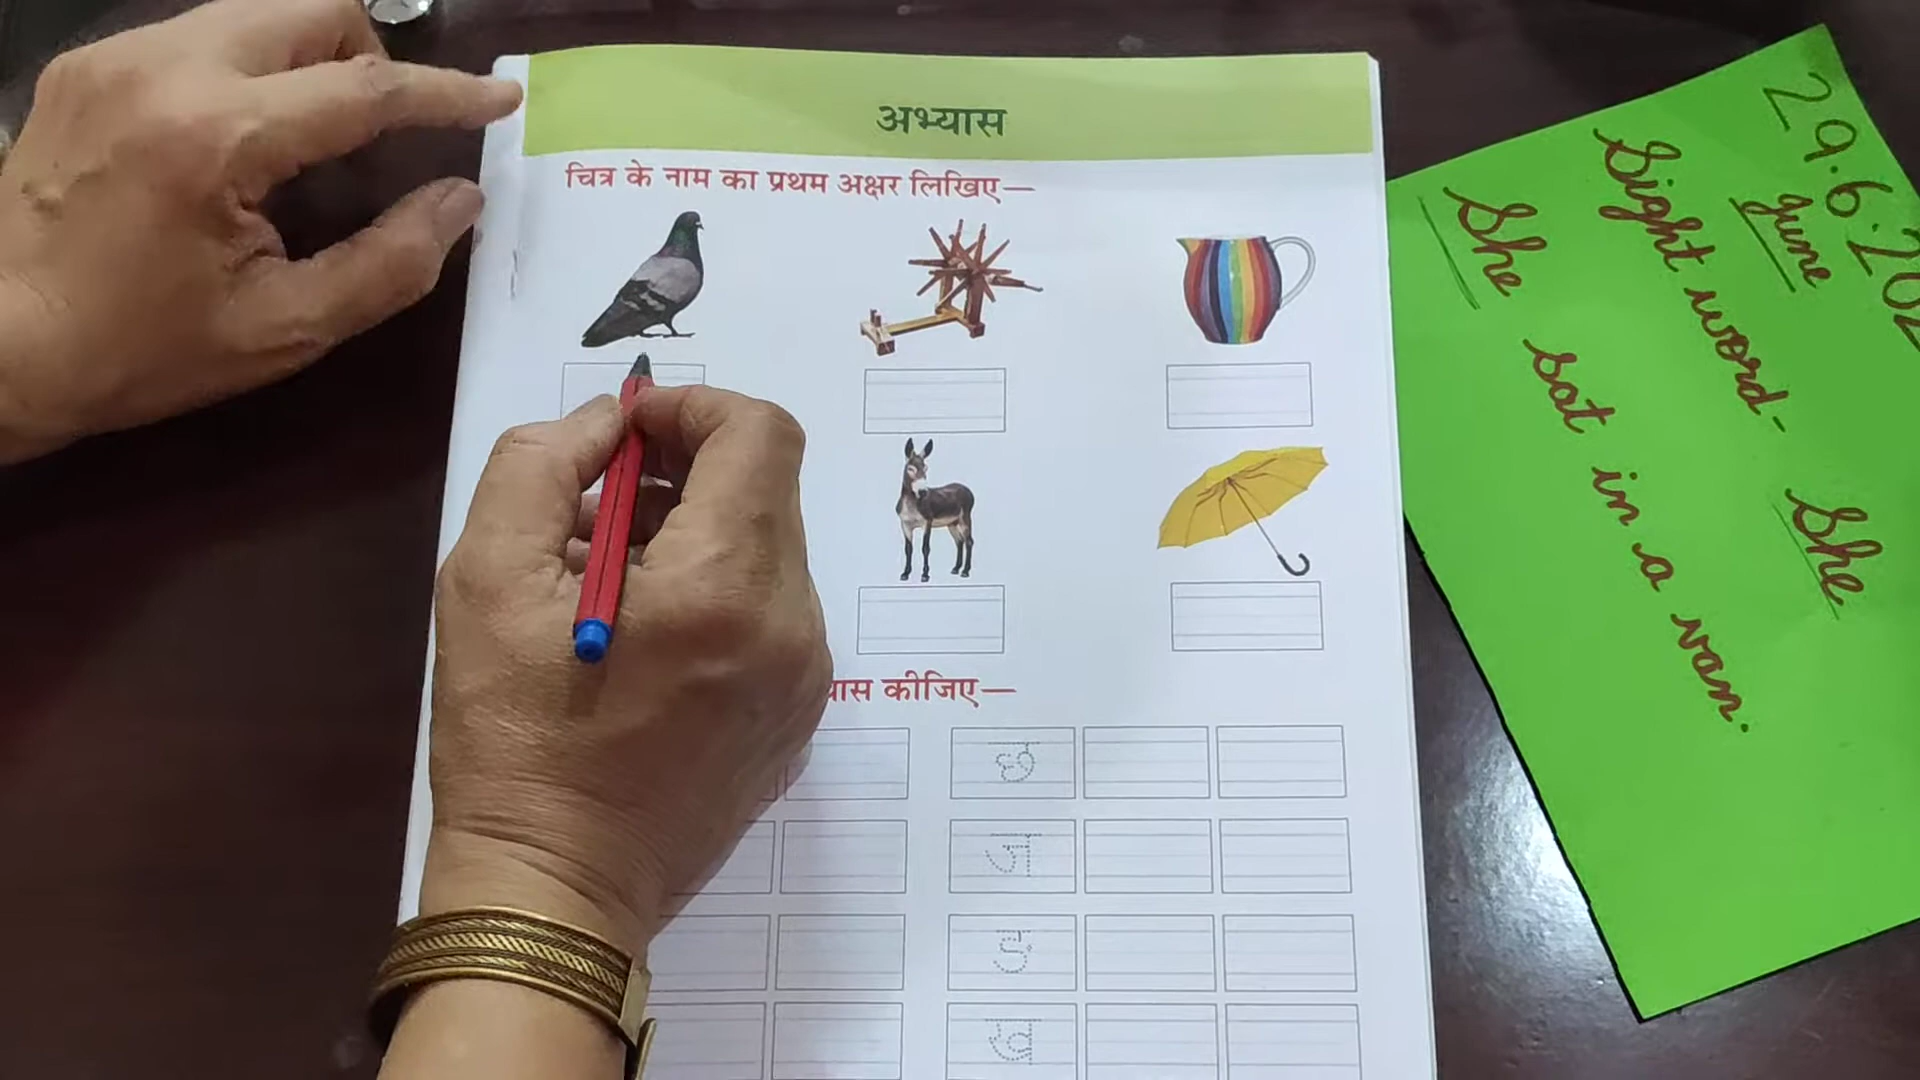 अभ्यास
चित्र के नाम का प्रथम अक्षर लिखिए—
कीजिए—
छ
ज
ङ
ख
29.6.202
June
Sight word- She
She sat in a van.